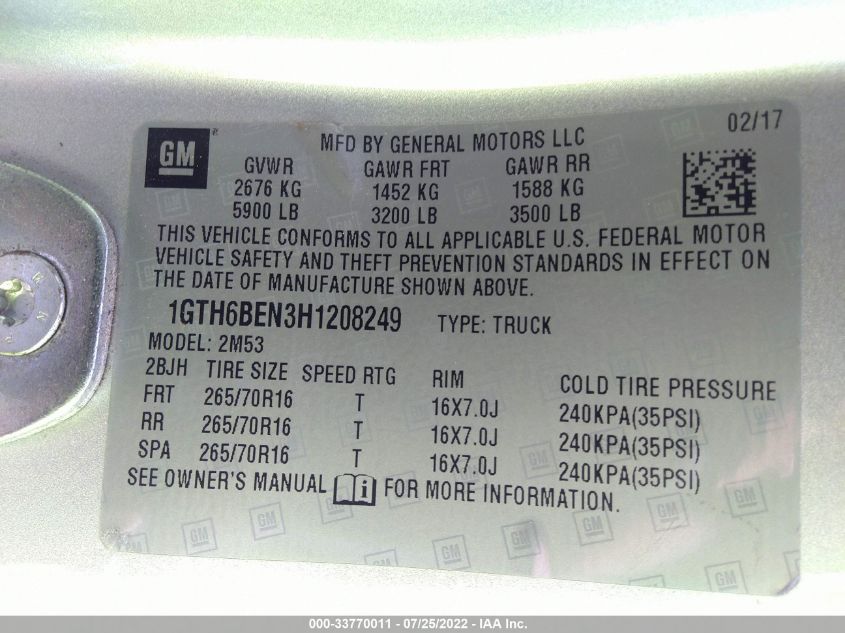 02/17
GM
MFD BY GENERAL MOTORS LLC
GVWR GAWR FRT GAWR RR
2676 KG 1452 KG 1588 KG
5900 LB 3200 LB 3500 LB
THIS VEHICLE CONFORMS TO ALL APPLICABLE U.S. FEDERAL MOTOR
VEHICLE SAFETY AND THEFT PREVENTION STANDARDS IN EFFECT ON
THE DATE OF MANUFACTURE SHOWN ABOVE.
1GTH6BEN3H1208249 TYPE: TRUCK
MODEL: 2M53
2BJH TIRE SIZE SPEED RTG RIM COLD TIRE PRESSURE
FRT 265/70R16 T 16X7.0J 240KPA(35PSI)
RR 265/70R16 T 16X7.0J 240KPA(35PSI)
SPA 265/70R16 T 16X7.0J 240KPA(35PSI)
SEE OWNER'S MANUAL FOR MORE INFORMATION.
000-33770011 - 07/25/2022 - IAA Inc.